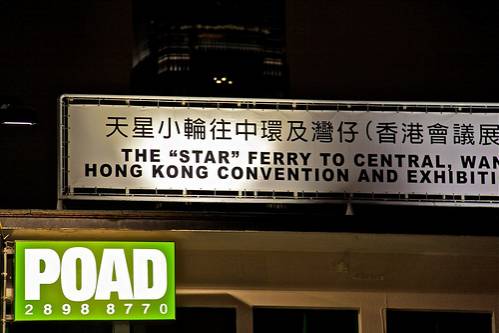 天星小輪往中環及灣仔(香港會議展
THE "STAR" FERRY TO CENTRAL, WAN
HONG KONG CONVENTION AND EXHIBITI
POAD
2898 8770